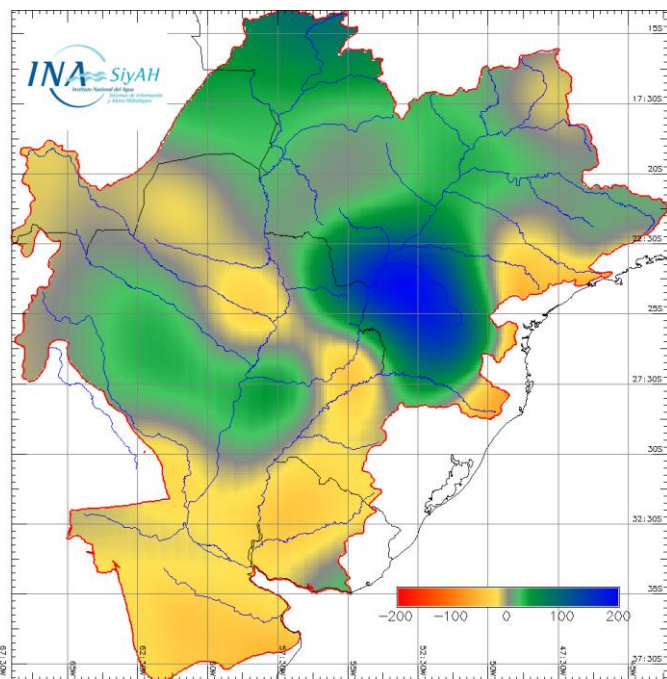 INA SiyAH
Instituto Nacional del Agua
Sistemas de Información
y Alerta Hidrológico
15S
17:30S
20S
22:30S
25S
27:30S
30S
32:30S
35S
37:30S
-200 -100 0 100 200
67:30W 65W 62:30W 60W 57:30W 55W 52:30W 50W 47:30W 45W